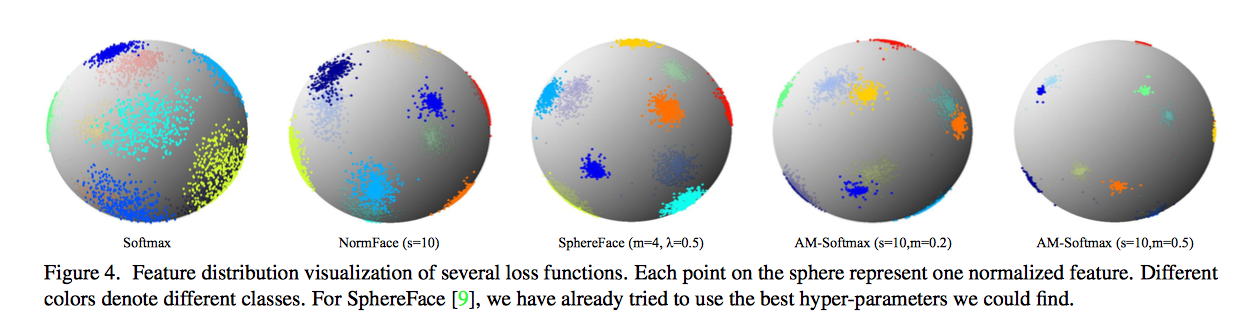 Softmax
NormFace (s=10)
SphereFace (m=4, λ=0.5)
AM-Softmax (s=10,m=0.2)
AM-Softmax (s=10,m=0.5)
Figure 4. Feature distribution visualization of several loss functions. Each point on the sphere represent one normalized feature. Different
colors denote different classes. For SphereFace [9], we have already tried to use the best hyper-parameters we could find.